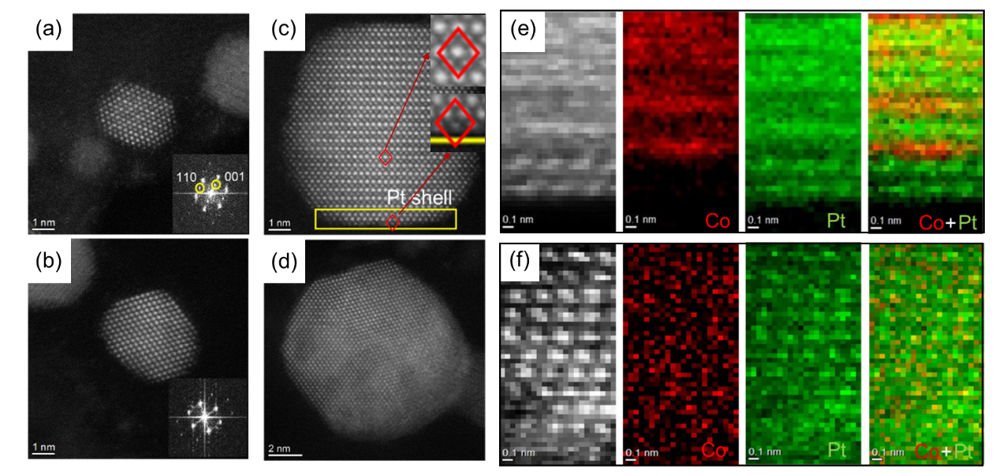 (a)
110
001
1 nm
(b)
1 nm
(c)
Pt shell
1 nm
(d)
2 nm
(e)
0.1 nm
0.1 nm
Co
0.1 nm
Pt
0.1 nm
Co+Pt
(f)
0.1 nm
0.1 nm
Co
0.1 nm
Pt
0.1 nm
Co+Pt